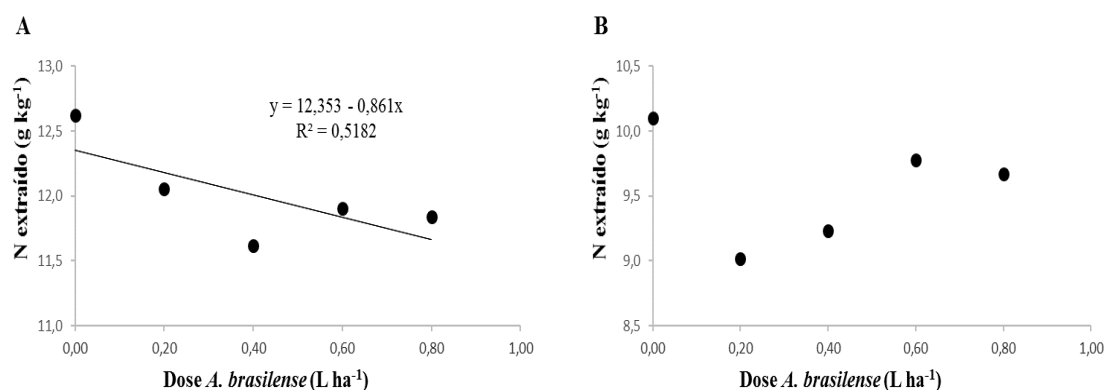 A
N extraído (g kg⁻¹)
13,0
12,5
12,0
11,5
11,0
y = 12,353 - 0,861x
R² = 0,5182
0,00 0,20 0,40 0,60 0,80 1,00
Dose A. brasilense (L ha⁻¹)
B
N extraído (g kg⁻¹)
10,5
10,0
9,5
9,0
8,5
0,00 0,20 0,40 0,60 0,80 1,00
Dose A. brasilense (L ha⁻¹)